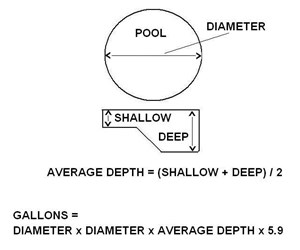 POOL
DIAMETER
SHALLOW
DEEP
AVERAGE DEPTH = (SHALLOW + DEEP) / 2
GALLONS =
DIAMETER x DIAMETER x AVERAGE DEPTH x 5.9